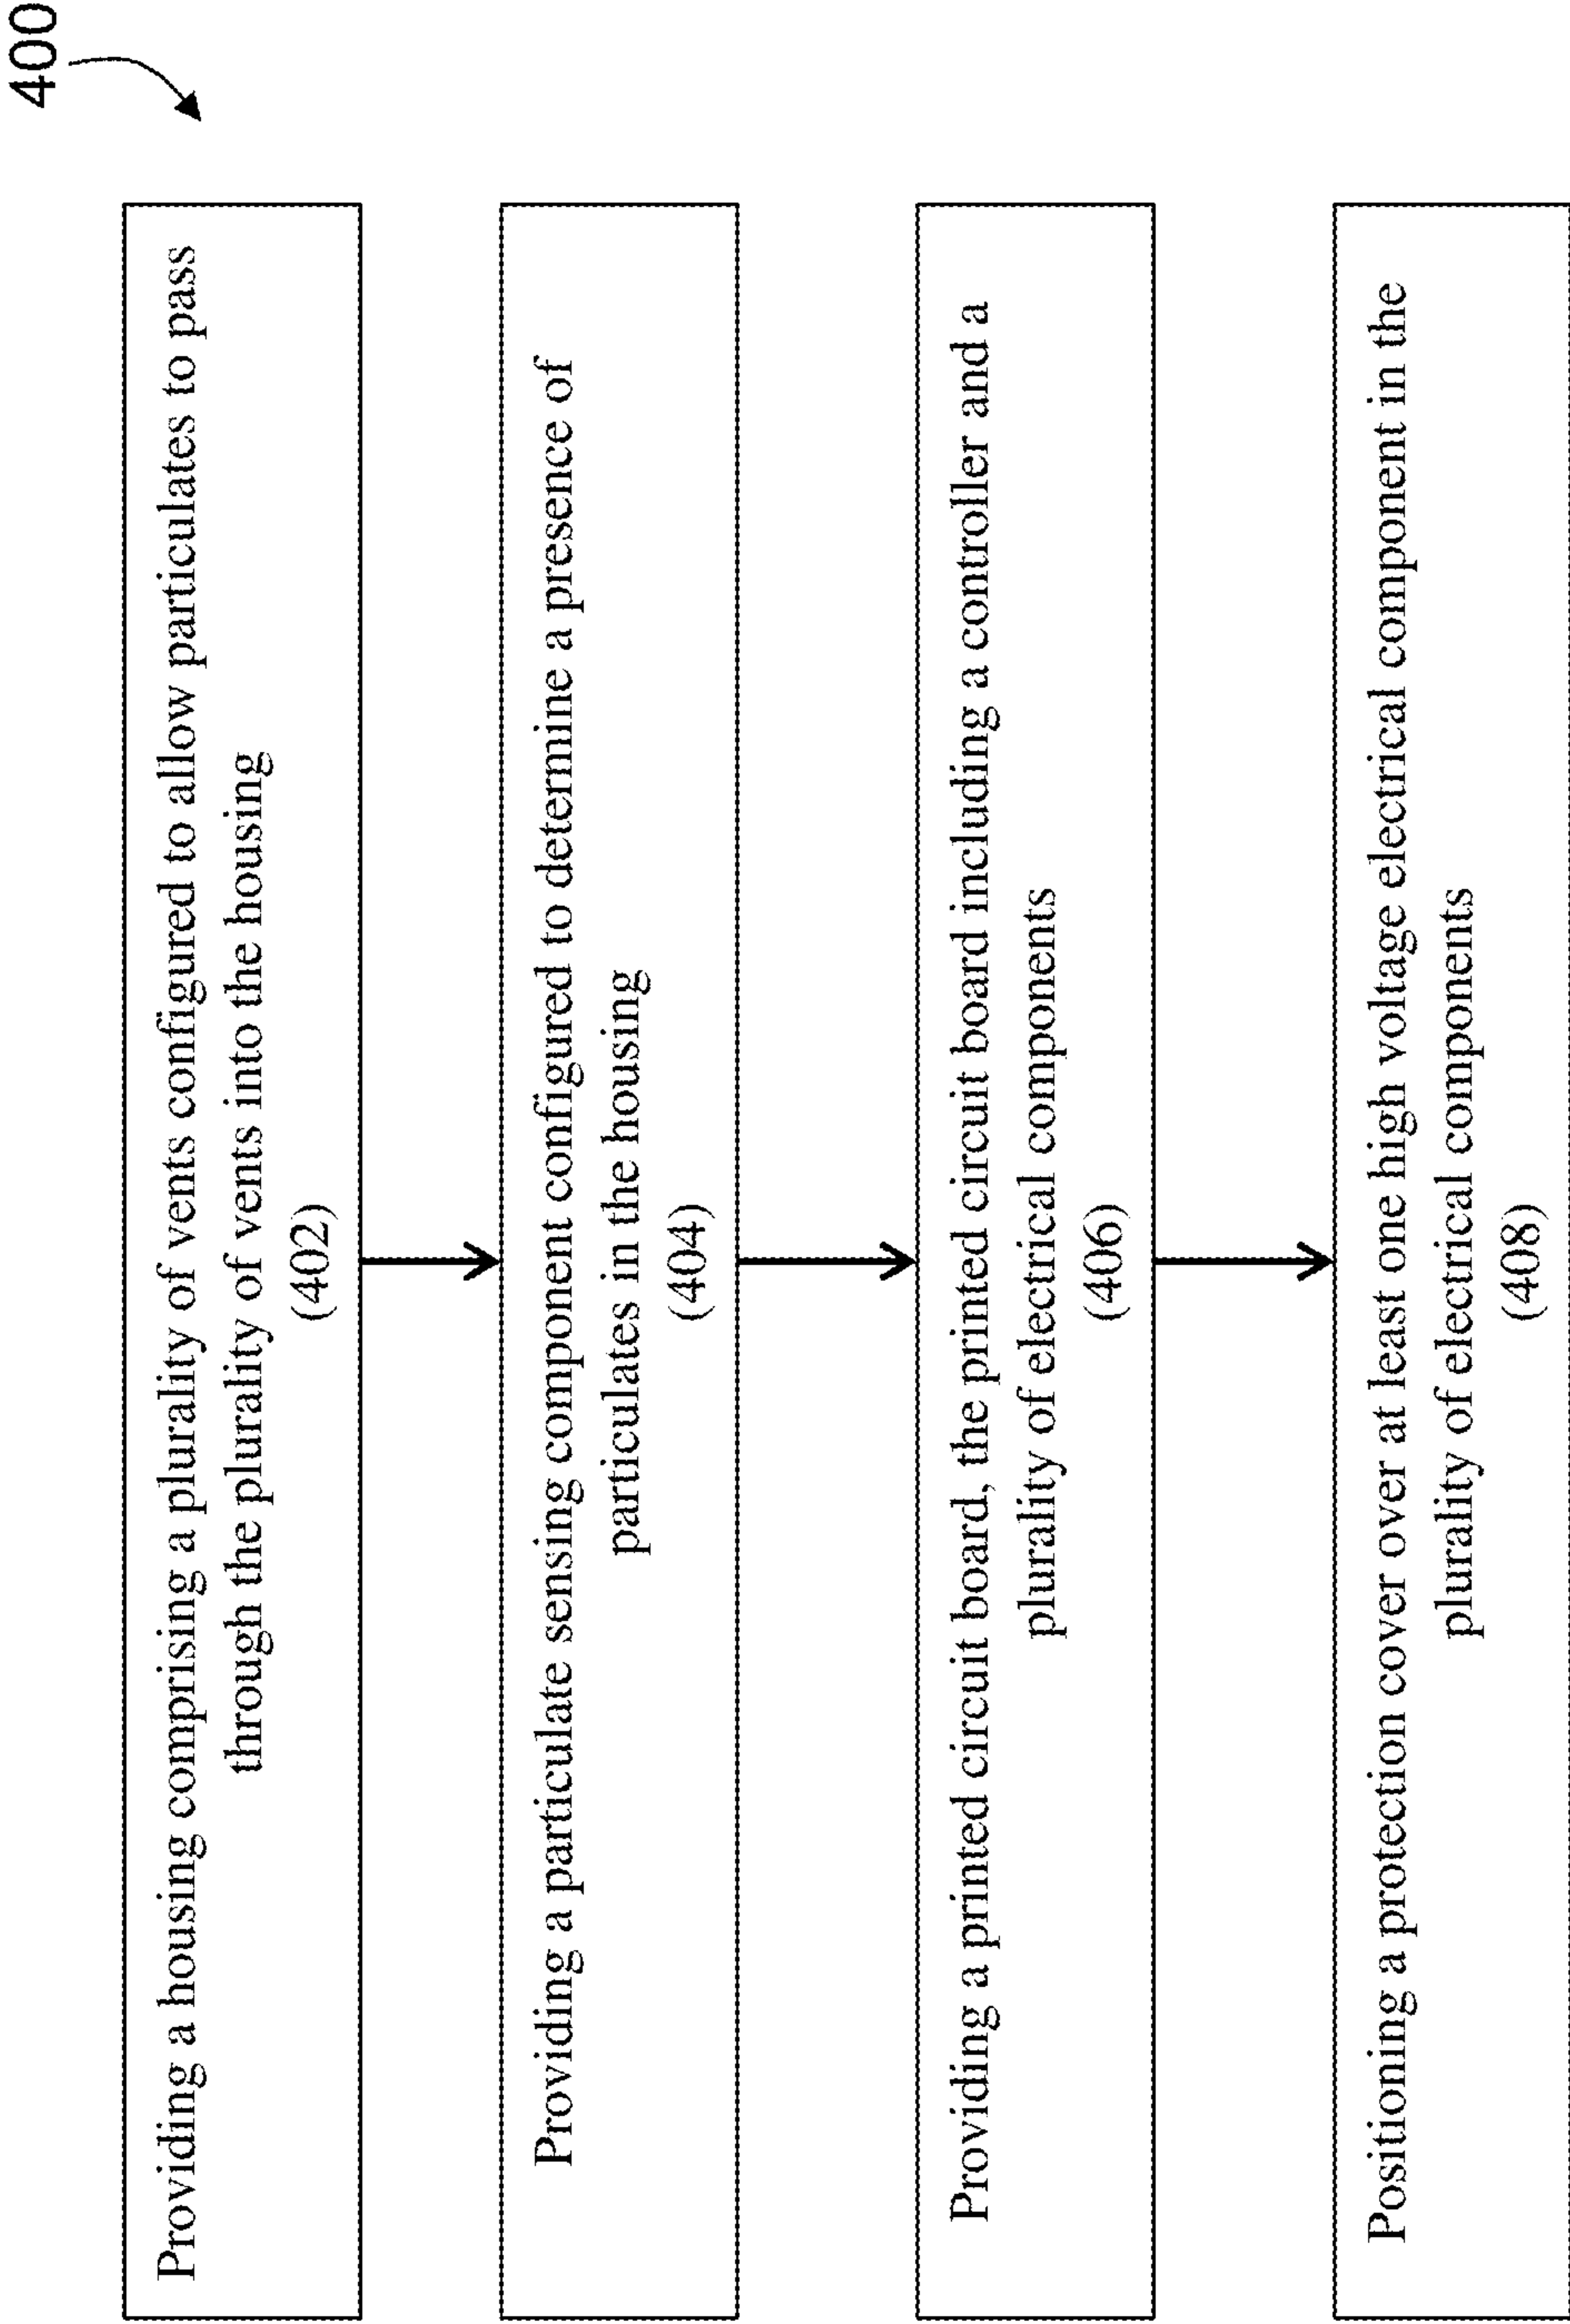 400
Providing a housing comprising a plurality of vents configured to allow particulates to pass
through the plurality of vents into the housing
(402)
Providing a particulate sensing component configured to determine a presence of
particulates in the housing
(404)
Providing a printed circuit board, the printed circuit board including a controller and a
plurality of electrical components
(406)
Positioning a protection cover over at least one high voltage electrical component in the
plurality of electrical components
(408)